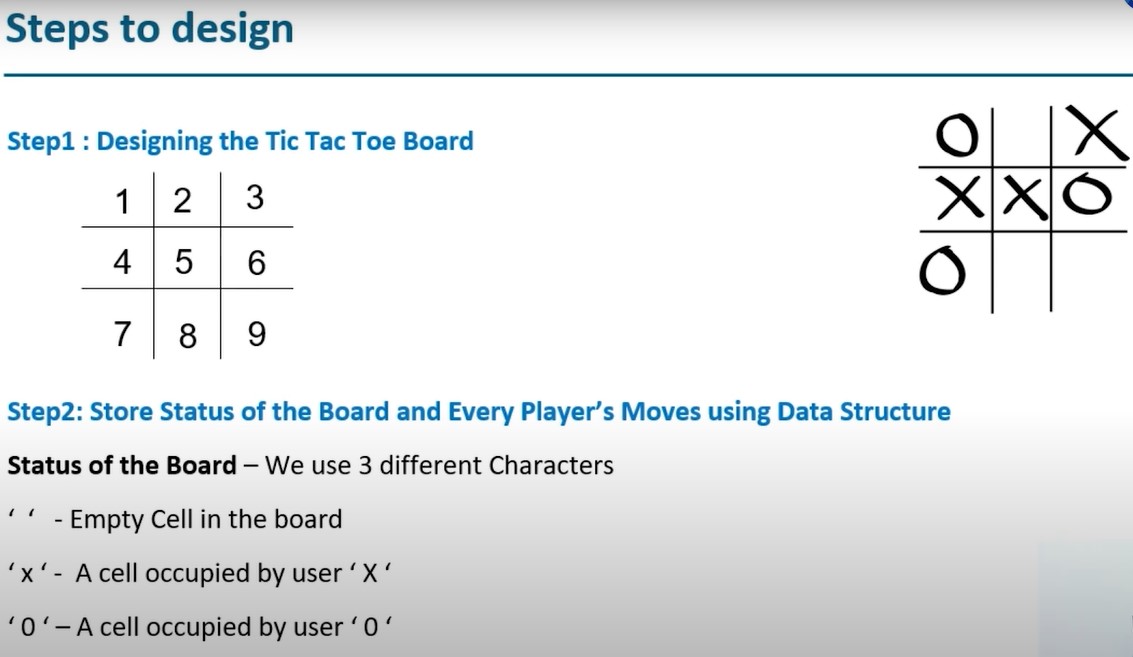 Steps to design
Step1 : Designing the Tic Tac Toe Board
1 2 3
4 5 6
7 8 9
O X
X X O
O
Step2: Store Status of the Board and Every Player’s Moves using Data Structure
Status of the Board – We use 3 different Characters
‘ ‘ - Empty Cell in the board
‘ x ‘ - A cell occupied by user ‘ X ‘
‘ 0 ‘ – A cell occupied by user ‘ 0 ‘